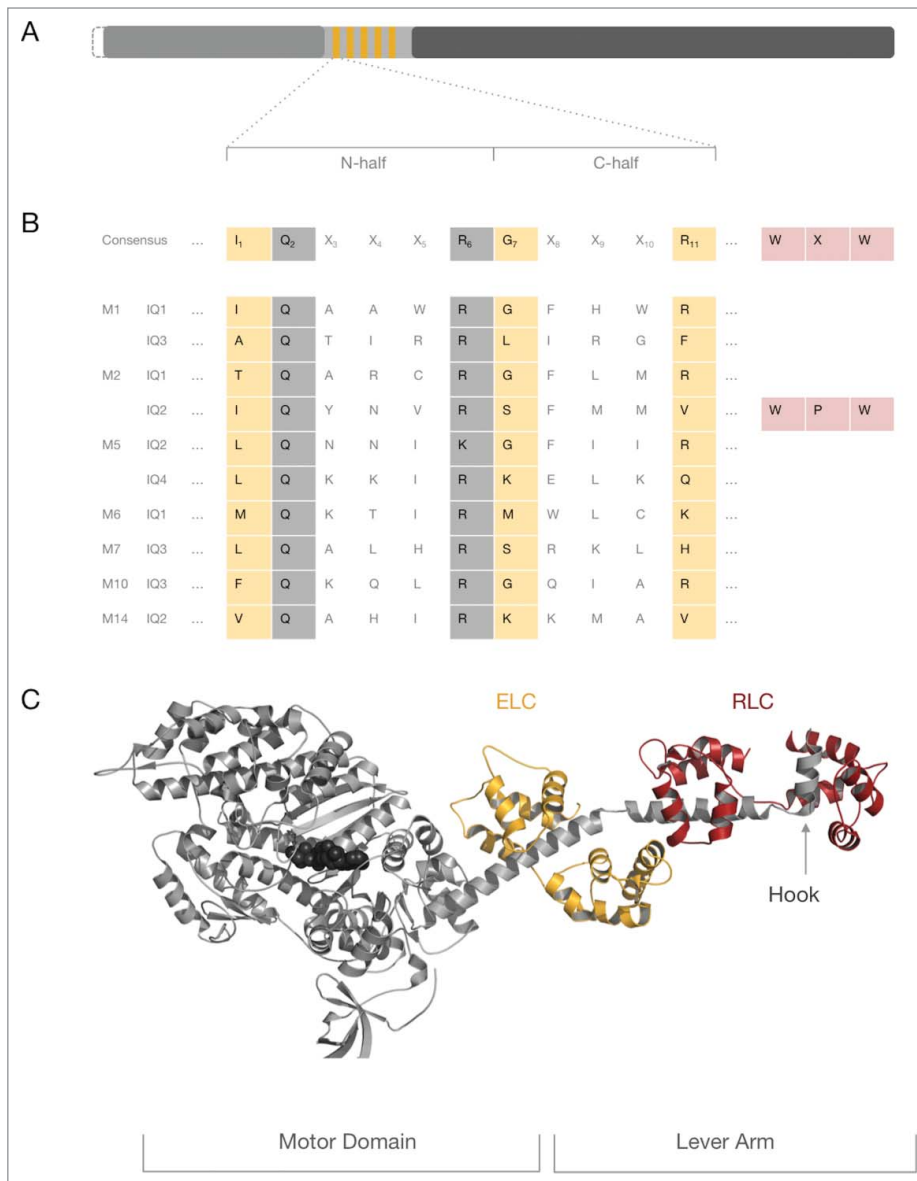 A
N-half C-half
B
Consensus ... I₁ Q₂ X₃ X₄ X₅ R₆ G₇ X₈ X₉ X₁₀ R₁₁ ... W X W
M1 IQ1 ... I Q A A W R G F H W R ...
IQ3 ... A Q T I R R L I R G F ...
M2 IQ1 ... T Q A R C R G F L M R ...
IQ2 ... I Q Y N V R S F M M V ... W P W
M5 IQ2 ... L Q N N I K G F I I R ...
IQ4 ... L Q K K I R K E L K Q ...
M6 IQ1 ... M Q K T I R M W L C K ...
M7 IQ3 ... L Q A L H R S R K L H ...
M10 IQ3 ... F Q K Q L R G Q I A R ...
M14 IQ2 ... V Q A H I R K K M A V ...
C
ELC RLC
Hook
Motor Domain Lever Arm